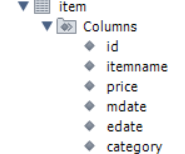 item
Columns
id
itemname
price
mdate
edate
category